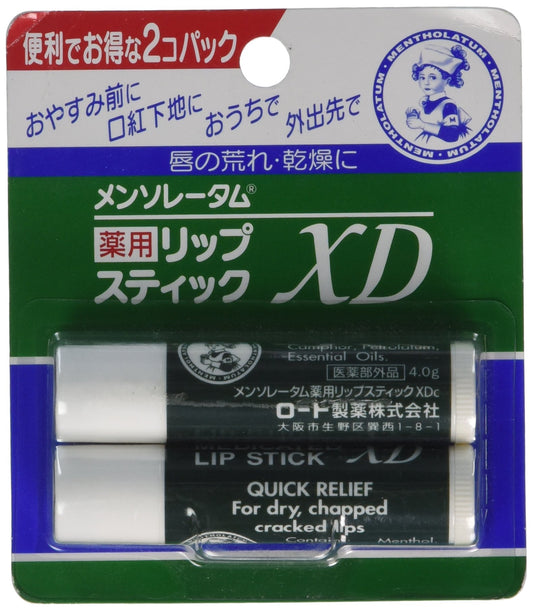 便利でお得な2コパック
おやすみ前に
口紅下地に
おうちで
外出先で
MENTHOLATUM · MENTHOLATUM · MENTHOLATUM ·
唇の荒れ・乾燥に
メンソレータム®
薬用リップ
スティック
XD
Camphor, Petrolatum,
Essential Oils.
医薬部外品 4.0g
メンソレータム薬用リップスティックXDc
ロート製薬株式会社
大阪市生野区巽西1-8-1
MEDICATED
LIP STICK XD
QUICK RELIEF
For dry, chapped
cracked lips
Menthol.